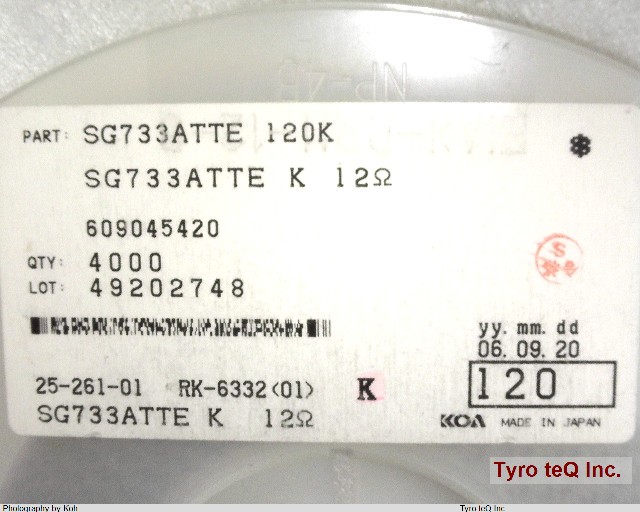 NP-4B
PART: SG733ATTE 120K
SG733ATTE K 12Ω
609045420
QTY: 4000
LOT: 49202748
yy. mm. dd
06. 09. 20
120
25-261-01 RK-6332(01) K
SG733ATTE K 12Ω
KOA MADE IN JAPAN
Tyro teQ Inc.
Photography by Koh
Tyro teQ Inc